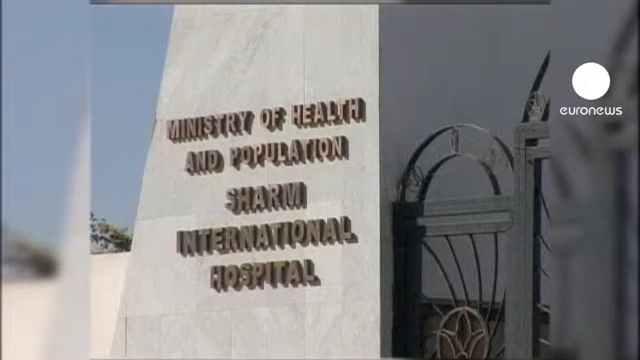 MINISTRY OF HEALTH
AND POPULATION
SHARM
INTERNATIONAL
HOSPITAL
euronews